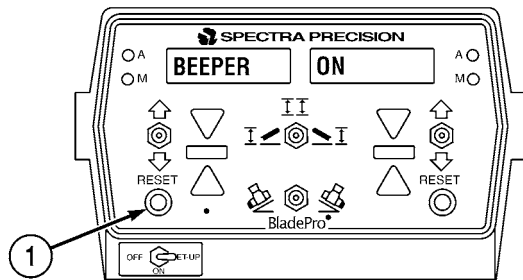 SPECTRA PRECISION
A BEEPER ON A
M M
RESET RESET
BladePro
1
OFF SET-UP
ON